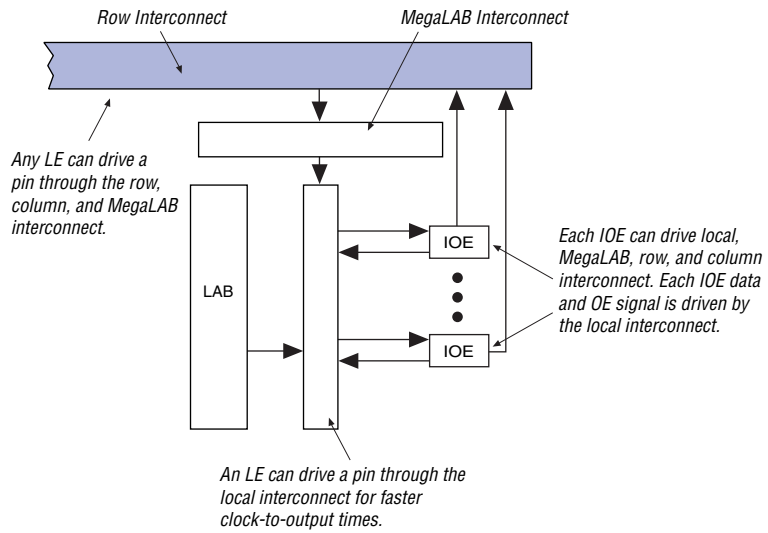 Row Interconnect
MegaLAB Interconnect
Any LE can drive a
pin through the row,
column, and MegaLAB
interconnect.
LAB
IOE
IOE
Each IOE can drive local,
MegaLAB, row, and column
interconnect. Each IOE data
and OE signal is driven by
the local interconnect.
An LE can drive a pin through the
local interconnect for faster
clock-to-output times.